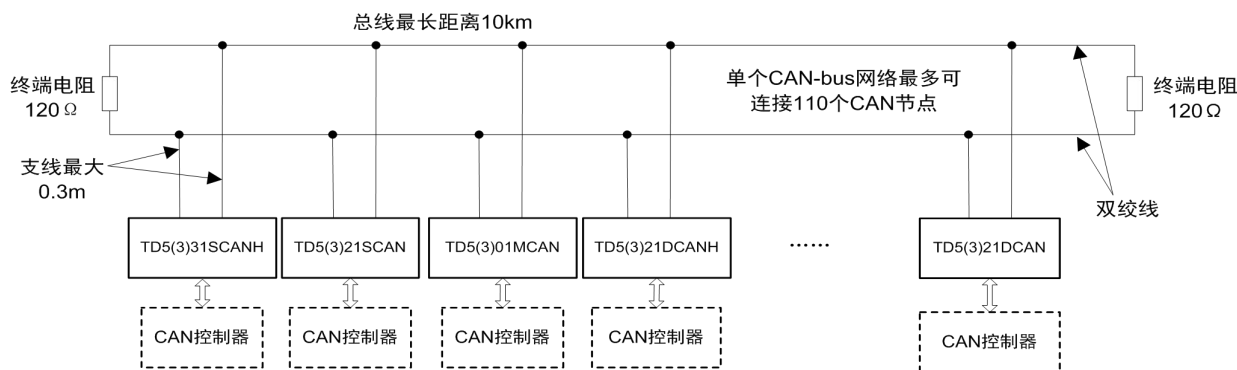 总线最长距离10km
终端电阻
120Ω
单个CAN-bus网络最多可
连接110个CAN节点
终端电阻
120Ω
支线最大
0.3m
双绞线
TD5(3)31SCANH
TD5(3)21SCAN
TD5(3)01MCAN
TD5(3)21DCANH
……
TD5(3)21DCAN
CAN控制器
CAN控制器
CAN控制器
CAN控制器
CAN控制器